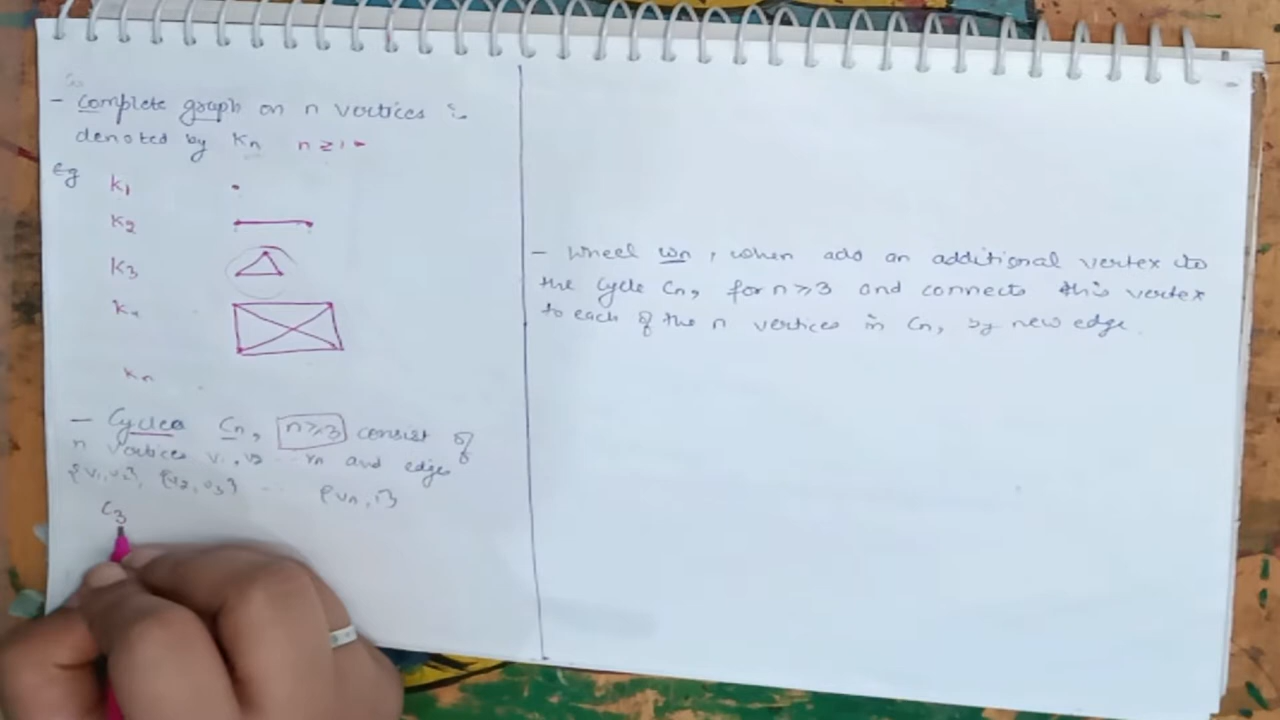 - Complete graph on n vertices is
denoted by Kn n ≥ 1
Eg
K1
K2
K3
K4
Kn
- Cycles Cn, n≥3 consist of
n vertices v1, v2 ... vn and edges
{v1,v2}, {v2,v3} ... {vn,1}
C3
- Wheel wn, when add an additional vertex to
the cycle Cn, for n≥3 and connects this vertex
to each of the n vertices in Cn, by new edge.